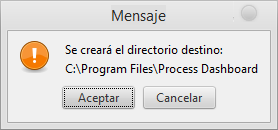 Mensaje
Se creará el directorio destino:
C:\Program Files\Process Dashboard
Aceptar
Cancelar